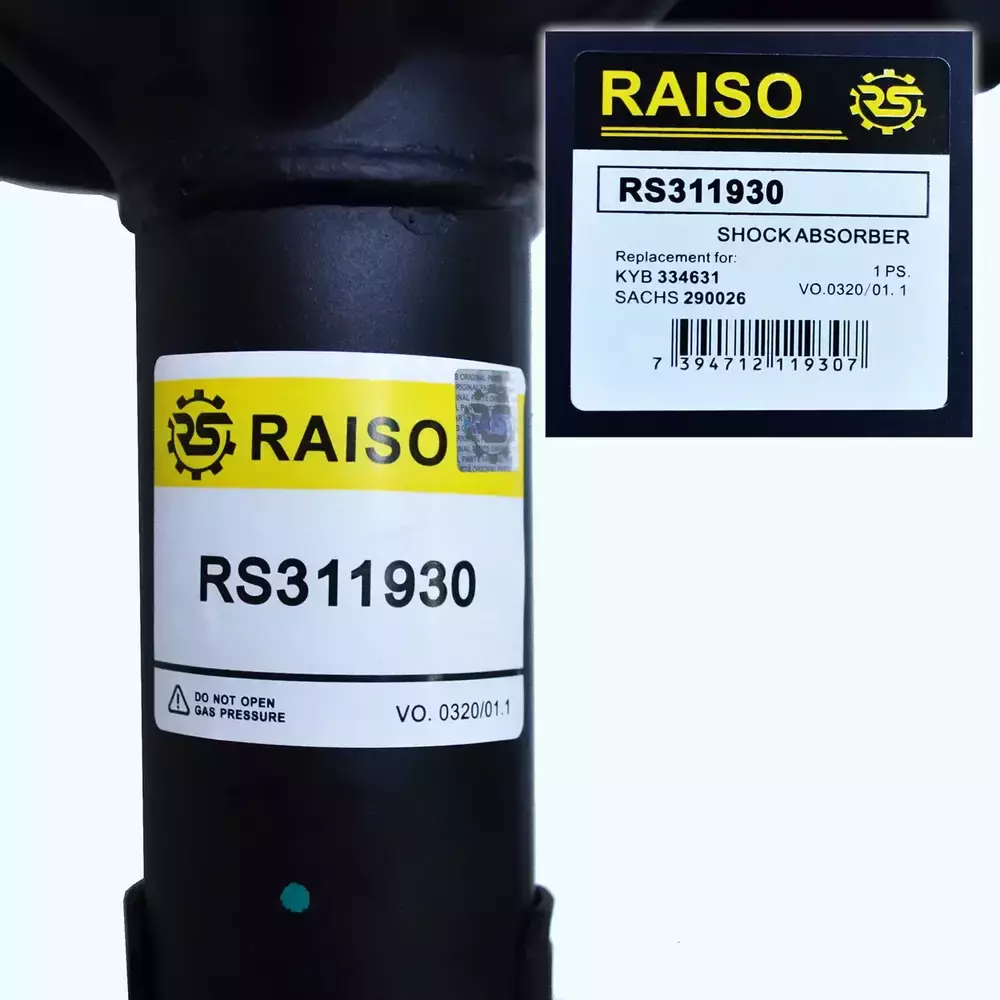 RAISO RS
RS311930
SHOCK ABSORBER
Replacement for:
KYB 334631
1 PS.
SACHS 290026
VO.0320/01. 1
7 394712 119307
RS RAISO
RS311930
DO NOT OPEN
GAS PRESSURE
VO. 0320/01.1